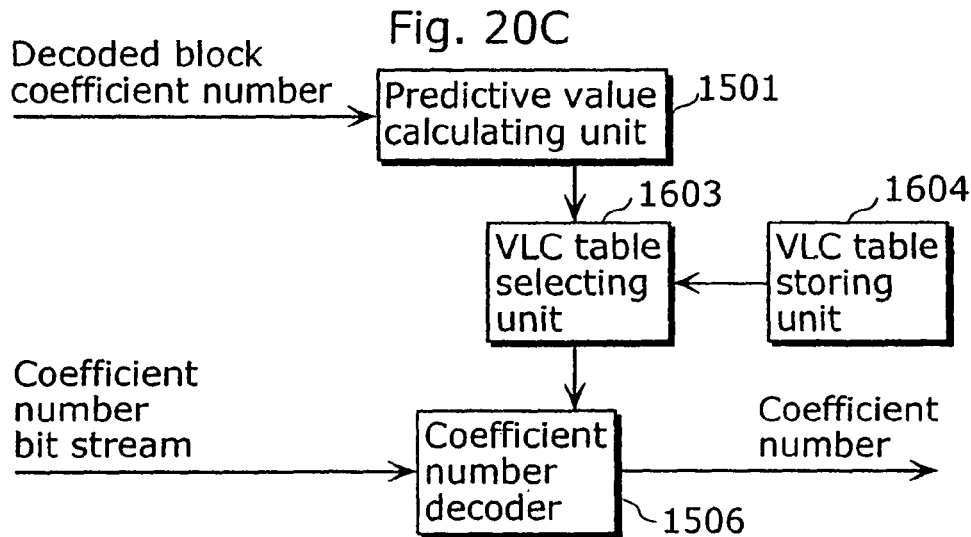 Fig. 20C
Decoded block
coefficient number
Predictive value
calculating unit
1501
1603
1604
VLC table
selecting
unit
VLC table
storing
unit
Coefficient
number
bit stream
Coefficient
number
decoder
Coefficient
number
1506